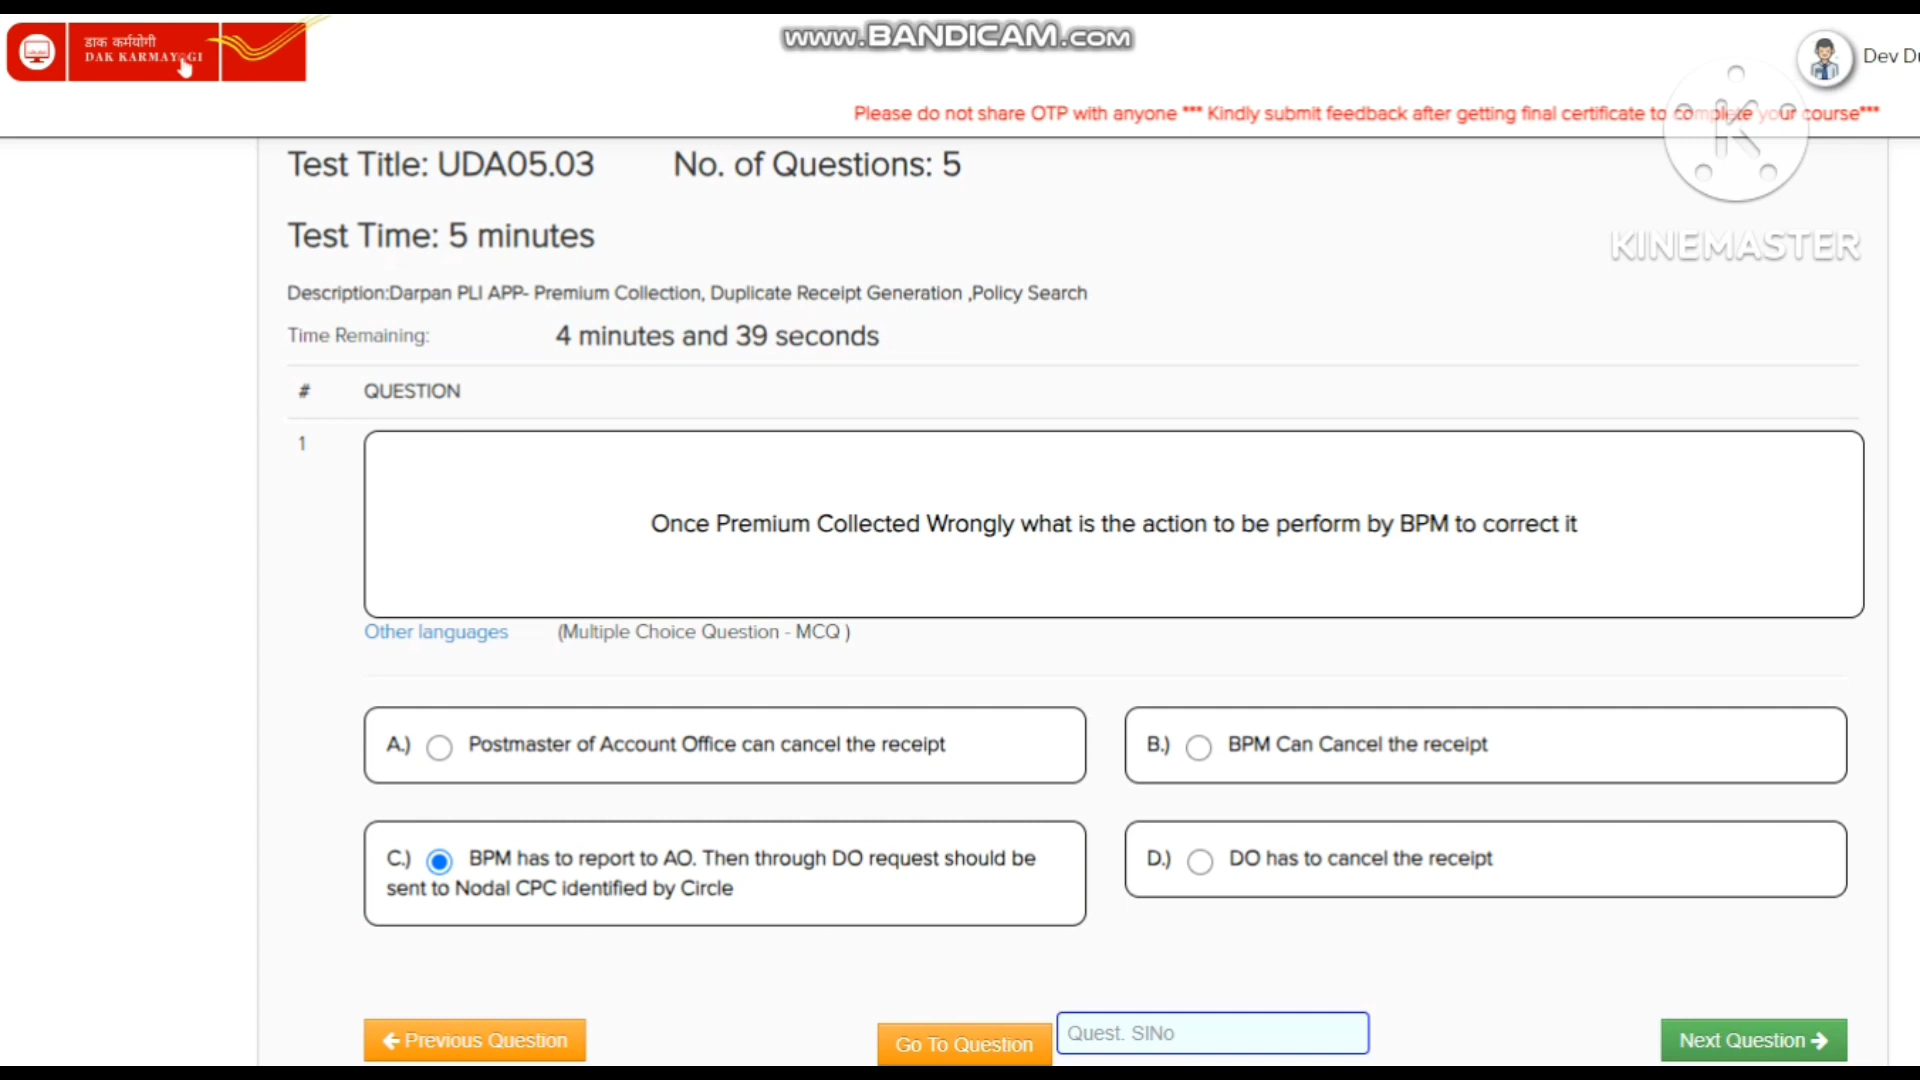 डाक कर्मयोगी
DAK KARMAYOGI
www.BANDICAM.com
Dev Du
Please do not share OTP with anyone *** Kindly submit feedback after getting final certificate to complete your course***
KINEMASTER
Test Title: UDA05.03 No. of Questions: 5
Test Time: 5 minutes
Description:Darpan PLI APP- Premium Collection, Duplicate Receipt Generation ,Policy Search
Time Remaining: 4 minutes and 39 seconds
# QUESTION
1
Once Premium Collected Wrongly what is the action to be perform by BPM to correct it
Other languages (Multiple Choice Question - MCQ )
A.) Postmaster of Account Office can cancel the receipt
B.) BPM Can Cancel the receipt
C.) BPM has to report to AO. Then through DO request should be
sent to Nodal CPC identified by Circle
D.) DO has to cancel the receipt
Previous Question
Go To Question
Quest. SlNo
Next Question